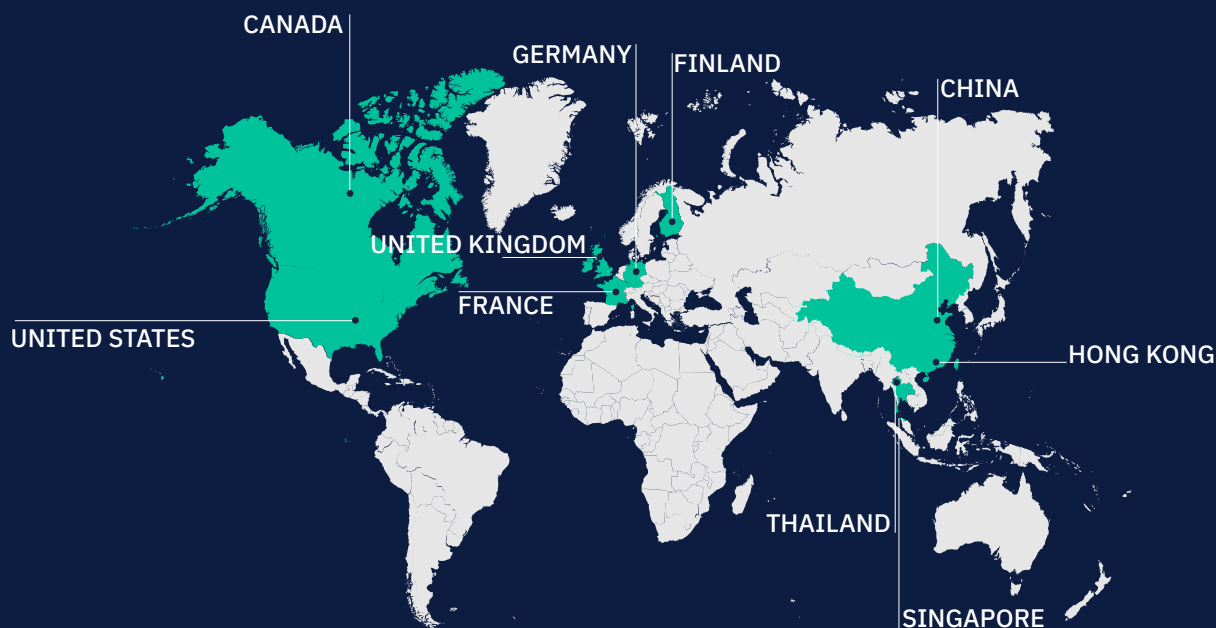 CANADA
GERMANY
FINLAND
CHINA
UNITED KINGDOM
FRANCE
UNITED STATES
HONG KONG
THAILAND
SINGAPORE